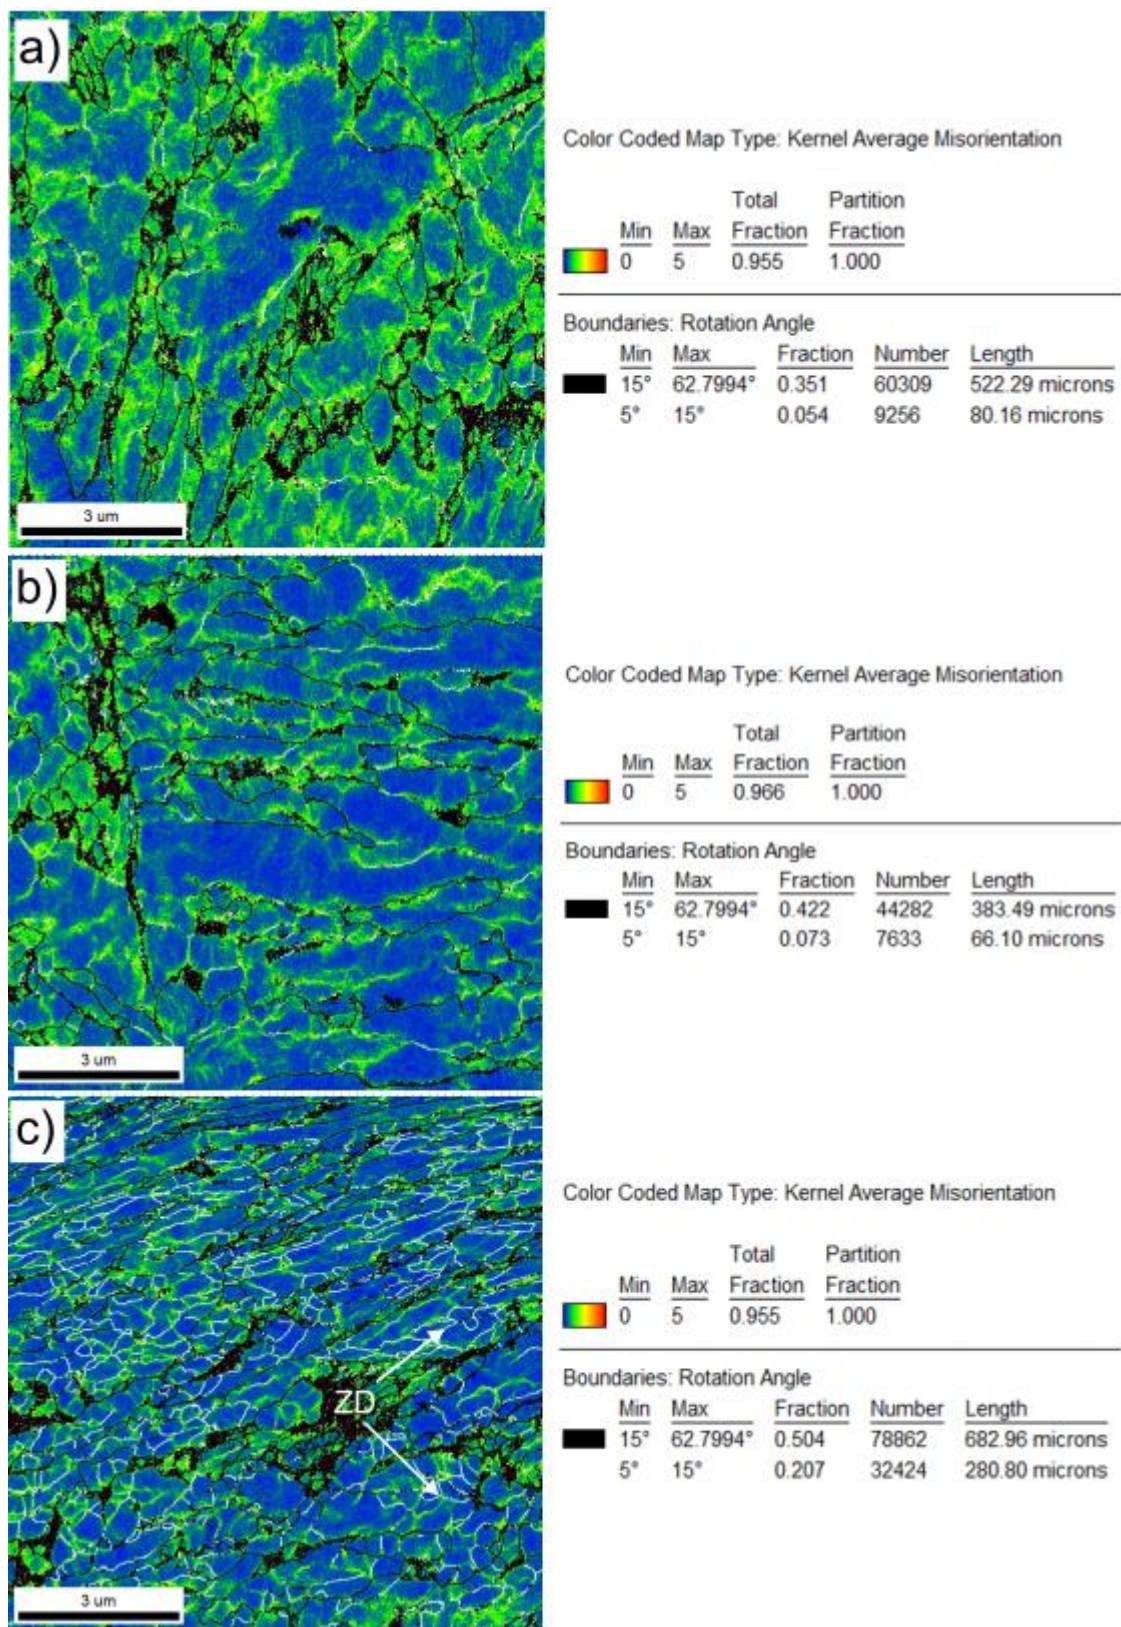 a)
3 um
Color Coded Map Type: Kernel Average Misorientation
Total Partition
Min Max Fraction Fraction
0 5 0.955 1.000
Boundaries: Rotation Angle
Min Max Fraction Number Length
15° 62.7994° 0.351 60309 522.29 microns
5° 15° 0.054 9256 80.16 microns
b)
3 um
Color Coded Map Type: Kernel Average Misorientation
Total Partition
Min Max Fraction Fraction
0 5 0.966 1.000
Boundaries: Rotation Angle
Min Max Fraction Number Length
15° 62.7994° 0.422 44282 383.49 microns
5° 15° 0.073 7633 66.10 microns
c)
ZD
3 um
Color Coded Map Type: Kernel Average Misorientation
Total Partition
Min Max Fraction Fraction
0 5 0.955 1.000
Boundaries: Rotation Angle
Min Max Fraction Number Length
15° 62.7994° 0.504 78862 682.96 microns
5° 15° 0.207 32424 280.80 microns